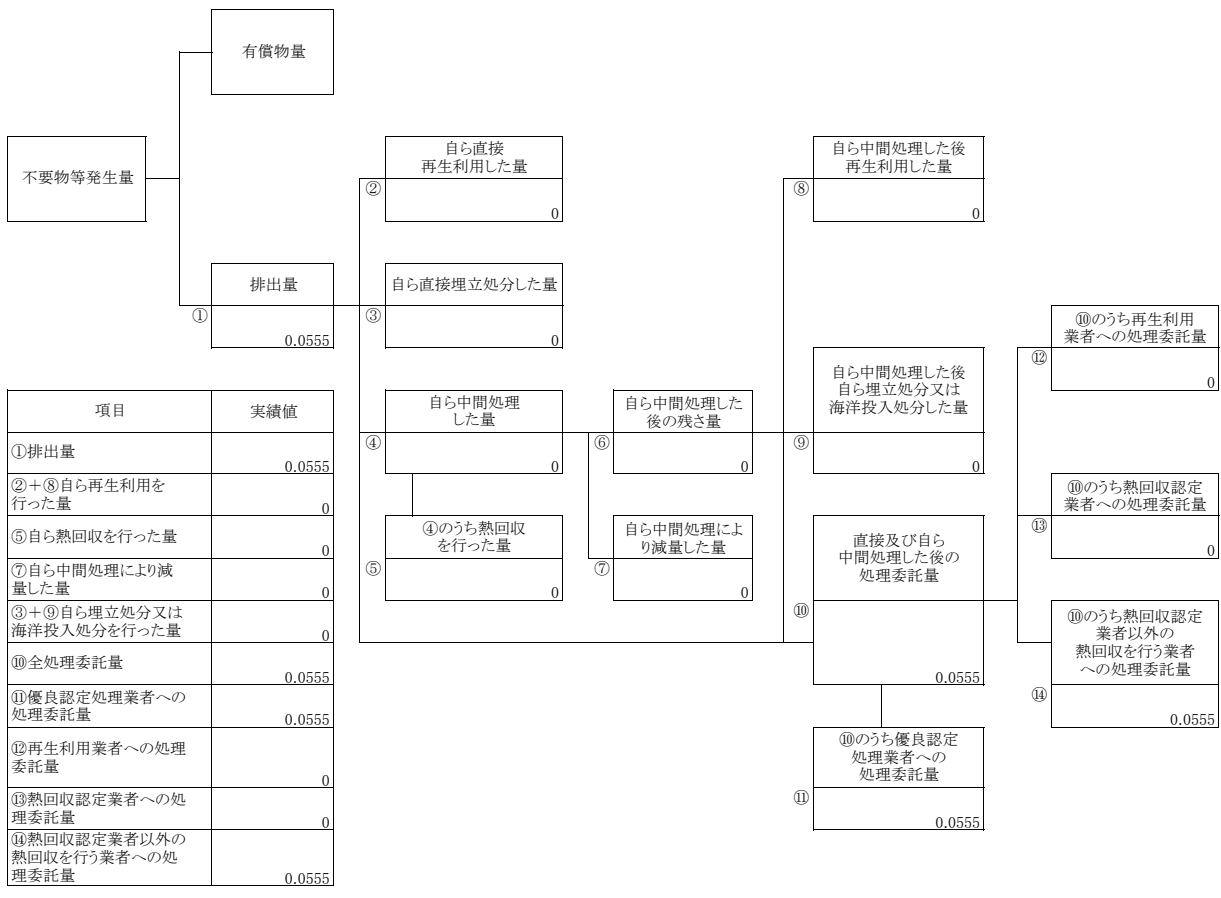 有償物量
不要物等発生量
自ら直接
再生利用した量
②
0
自ら中間処理した後
再生利用した量
⑧
0
排出量
①
0.0555
自ら直接埋立処分した量
③
0
⑩のうち再生利用
業者への処理委託量
⑫
0
自ら中間処理
した量
④
0
自ら中間処理した
後の残さ量
⑥
0
自ら中間処理した後
自ら埋立処分又は
海洋投入処分した量
⑨
0
④のうち熱回収
を行った量
⑤
0
自ら中間処理によ
り減量した量
⑦
0
直接及び自ら
中間処理した後の
処理委託量
⑩
0.0555
⑩のうち熱回収認定
業者への処理委託量
⑬
0
⑩のうち熱回収認定
業者以外の
熱回収を行う業者
への処理委託量
⑭
0.0555
⑩のうち優良認定
処理業者への
処理委託量
⑪
0.0555
項目 実績値
①排出量
0.0555
②＋⑧自ら再生利用を
行った量
0
⑤自ら熱回収を行った量
0
⑦自ら中間処理により減
量した量
0
③＋⑨自ら埋立処分又は
海洋投入処分を行った量
0
⑩全処理委託量
0.0555
⑪優良認定処理業者への
処理委託量
0.0555
⑫再生利用業者への処理
委託量
0
⑬熱回収認定業者への処
理委託量
0
⑭熱回収認定業者以外の
熱回収を行う業者への処
理委託量
0.0555